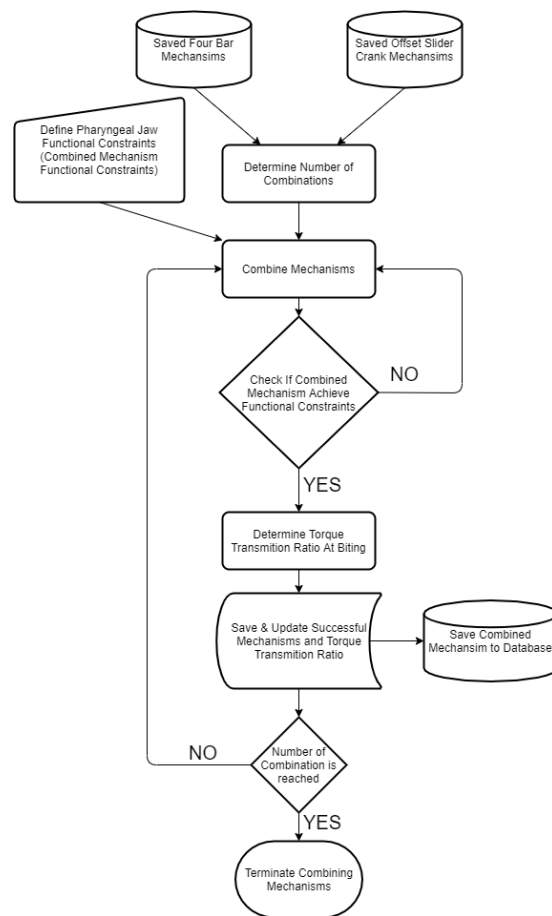 Saved Four Bar
Mechansims
Saved Offset Slider
Crank Mechansims
Define Pharyngeal Jaw
Functional Constraints
(Combined Mechanism
Functional Constraints)
Determine Number of
Combinations
Combine Mechanisms
Check If Combined
Mechanism Achieve
Functional Constraints
NO
YES
Determine Torque
Transmition Ratio At Biting
Save & Update Successful
Mechanisms and Torque
Transmition Ratio
Save Combined
Mechansim to Database
Number of
Combination is
reached
NO
YES
Terminate Combining
Mechanisms